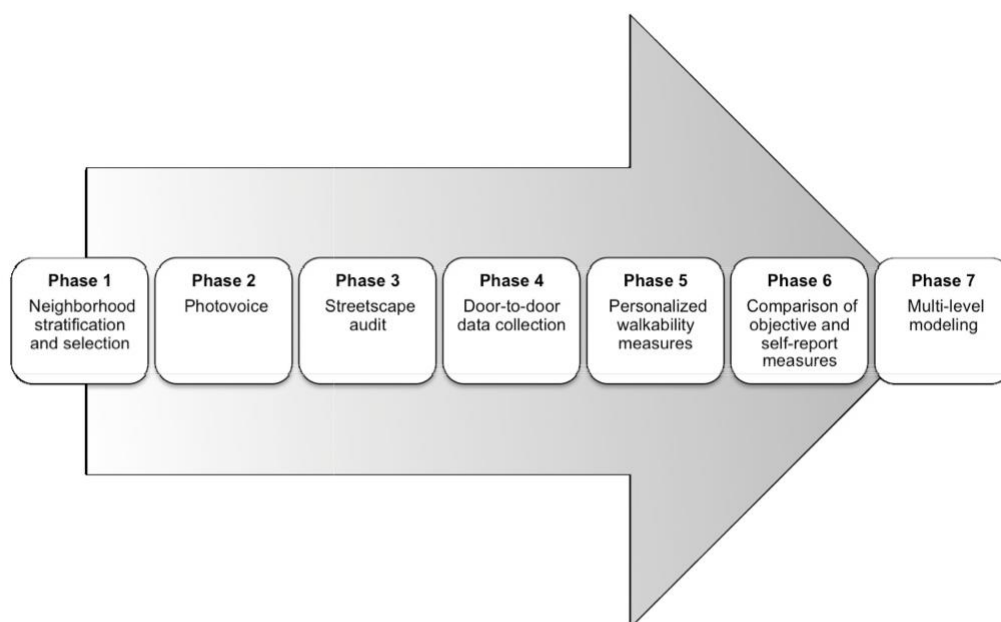 Phase 1
Neighborhood
stratification
and selection
Phase 2
Photovoice
Phase 3
Streetscape
audit
Phase 4
Door-to-door
data collection
Phase 5
Personalized
walkability
measures
Phase 6
Comparison of
objective and
self-report
measures
Phase 7
Multi-level
modeling